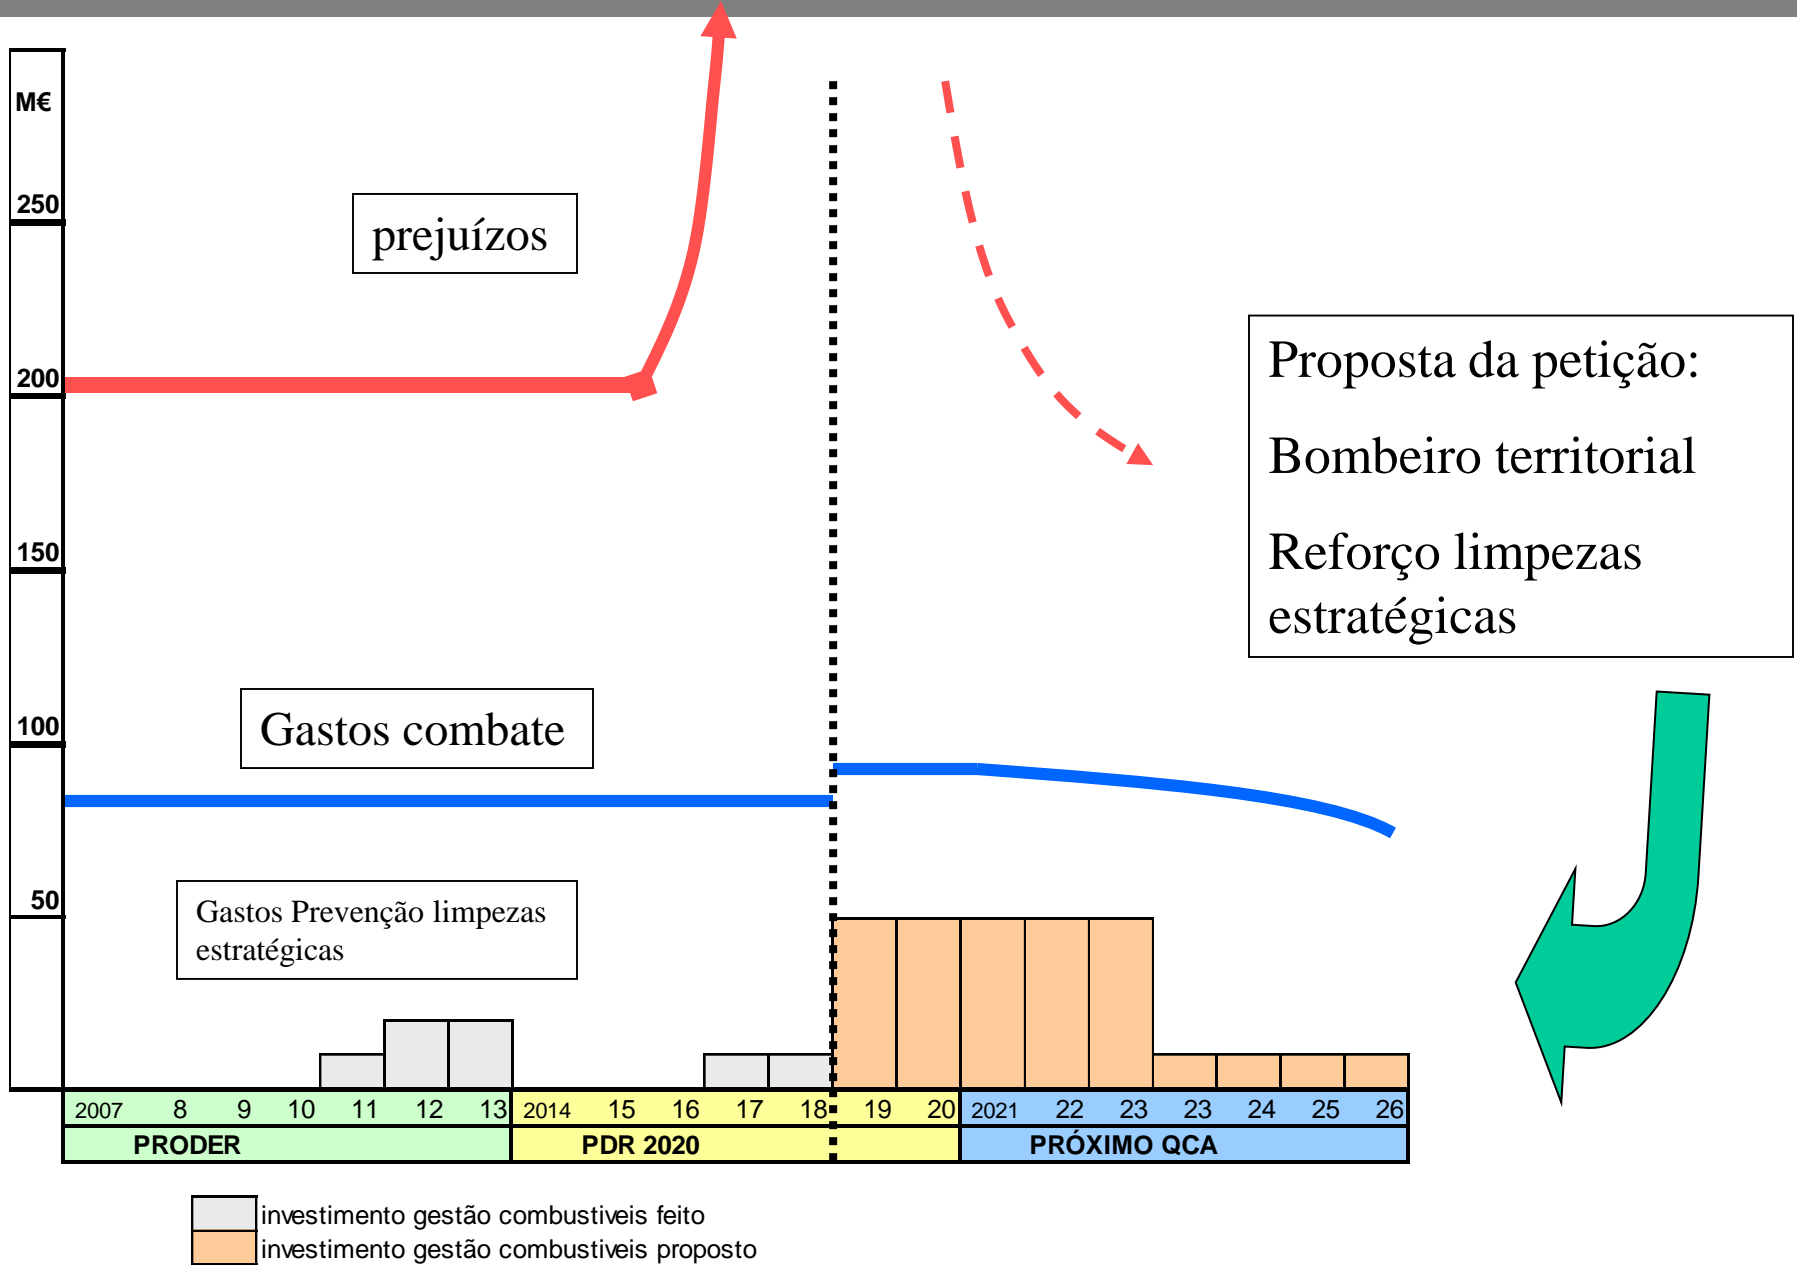 M€
250
200
150
100
50
prejuízos
Proposta da petição:
Bombeiro territorial
Reforço limpezas
estratégicas
Gastos combate
Gastos Prevenção limpezas
estratégicas
2007 8 9 10 11 12 13 2014 15 16 17 18 19 20 2021 22 23 23 24 25 26
PRODER PDR 2020 PRÓXIMO QCA
investimento gestão combustiveis feito
investimento gestão combustiveis proposto